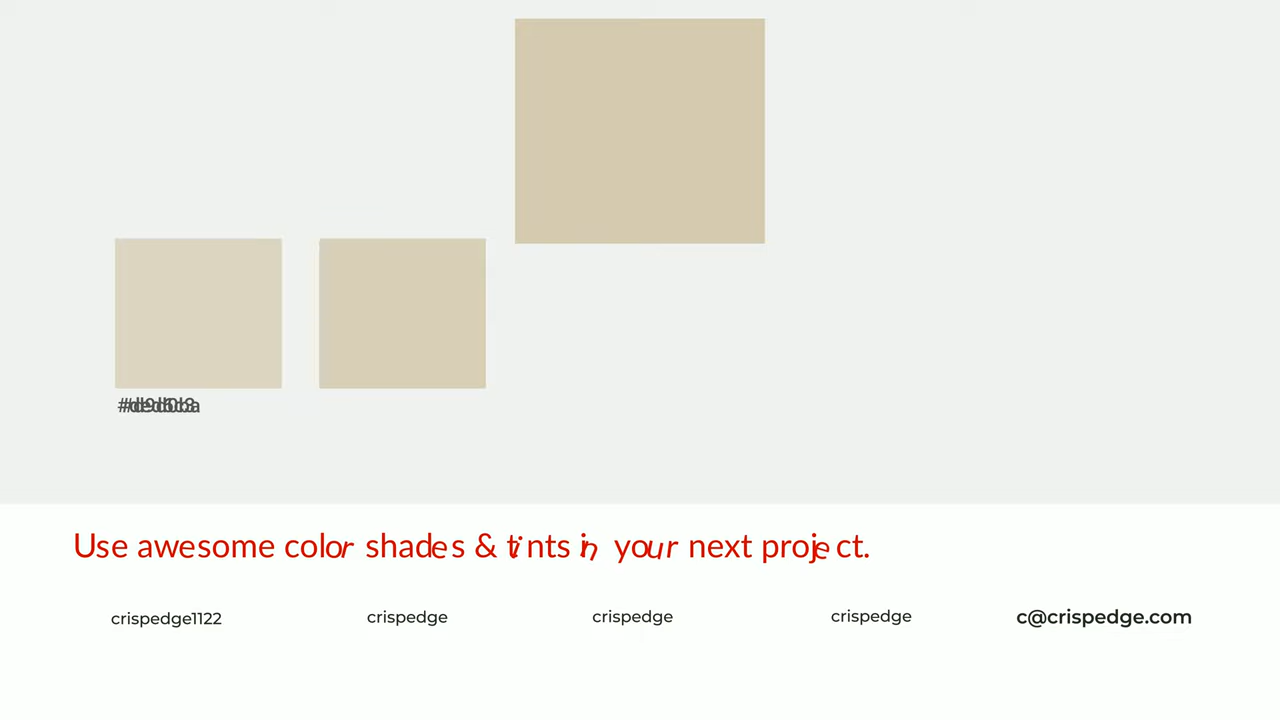 Use awesome color shades & tints in your next project.
crispedge1122 crispedge crispedge crispedge c@crispedge.com